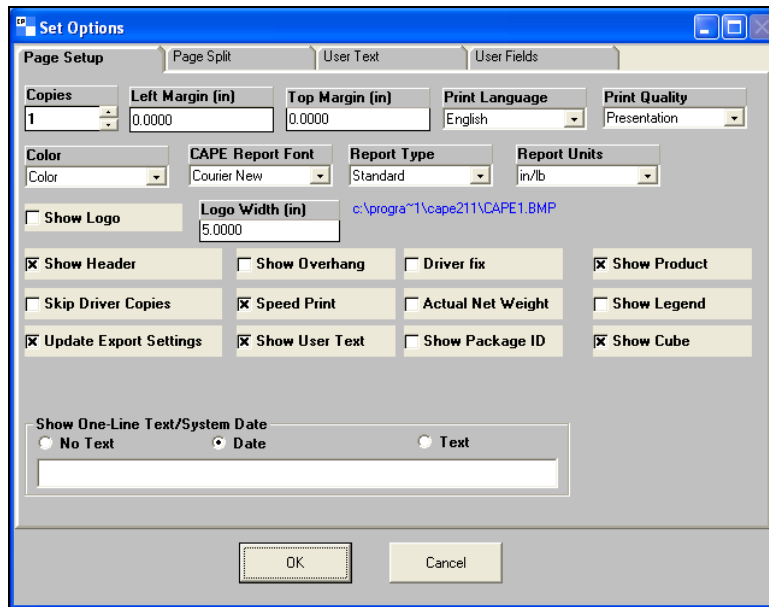 CP Set Options
Page Setup Page Split User Text User Fields
Copies Left Margin (in) Top Margin (in) Print Language Print Quality
1 0.0000 0.0000 English Presentation
Color CAPE Report Font Report Type Report Units
Color Courier New Standard in/lb
Show Logo Logo Width (in) c:\progra~1\cape211\CAPE1.BMP
5.0000
Show Header Show Overhang Driver fix Show Product
Skip Driver Copies Speed Print Actual Net Weight Show Legend
Update Export Settings Show User Text Show Package ID Show Cube
Show One-Line Text/System Date
No Text Date Text
OK Cancel